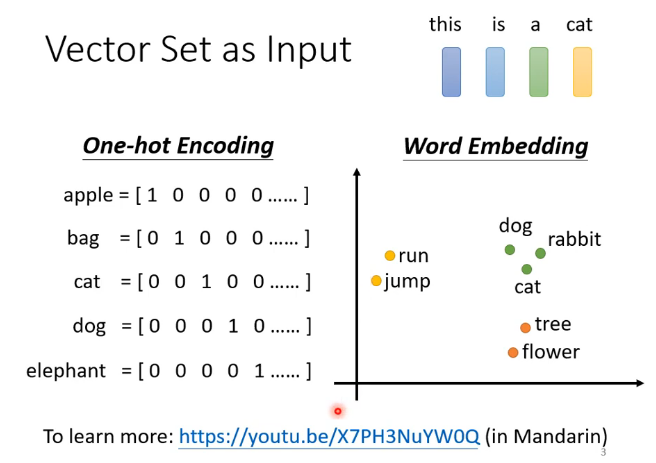 Vector Set as Input
this is a cat
One-hot Encoding
apple = [ 1 0 0 0 0 …… ]
bag = [ 0 1 0 0 0 …… ]
cat = [ 0 0 1 0 0 …… ]
dog = [ 0 0 0 1 0 …… ]
elephant = [ 0 0 0 0 1 …… ]
Word Embedding
dog
rabbit
cat
run
jump
tree
flower
To learn more: https://youtu.be/X7PH3NuYW0Q (in Mandarin)
3